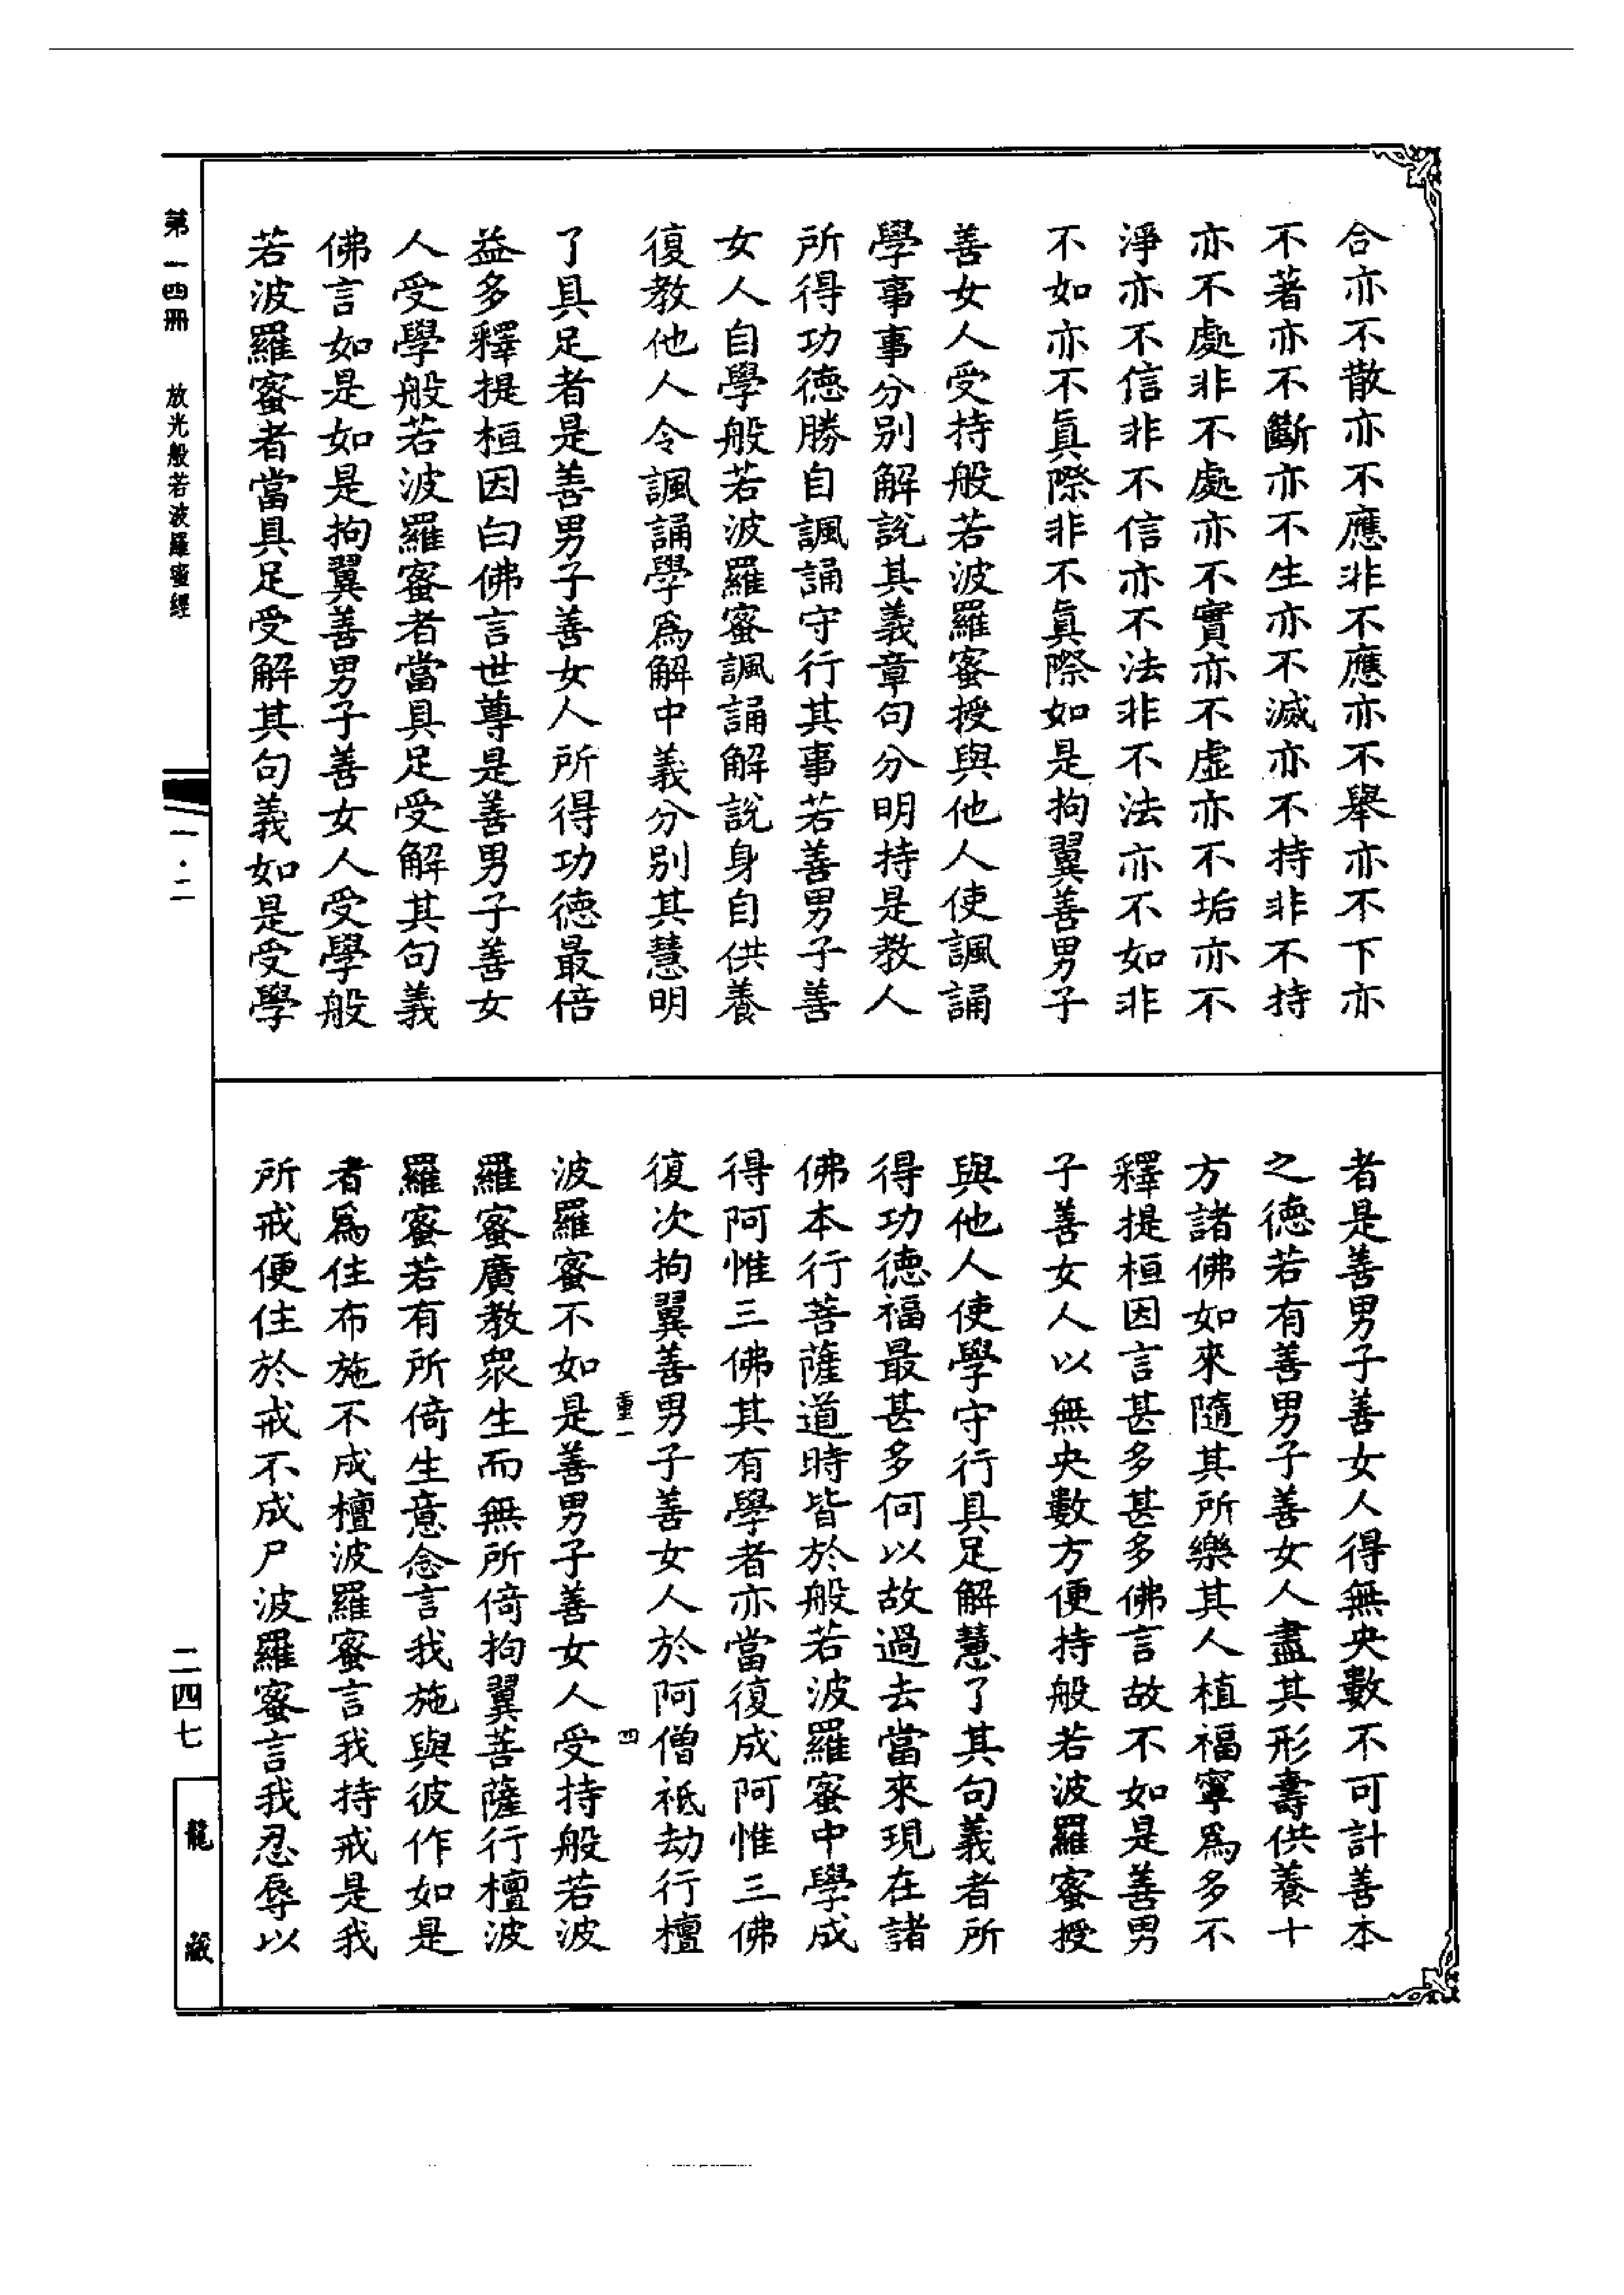 合亦不散亦不應非不應亦不舉亦不下亦
不著亦不斷亦不生亦不滅亦不持非不持
亦不處非不處亦不實亦不虛亦不垢亦不
淨亦不信非不信亦不法非不法亦不如非
不如亦不眞際非不眞際如是拘翼善男子
善女人受持般若波羅蜜授與他人使諷誦
學事事分別解說其義章句分明持是教人
所得功德勝自諷誦守行其事若善男子善
女人自學般若波羅蜜諷誦解說身自供養
復教他人令諷誦學爲解中義分別其慧明
了具足者是善男子善女人所得功德最倍
益多釋提桓因白佛言世尊是善男子善女
人受學般若波羅蜜者當具足受解其句義
佛言如是如是拘翼善男子善女人受學般
若波羅蜜者當具足受解其句義如是受學
者是善男子善女人得無央數不可計善本
之德若有善男子善女人盡其形壽供養十
方諸佛如來隨其所樂其人植福寧爲多不
釋提桓因言甚多甚多佛言故不如是善男
子善女人以無央數方便持般若波羅蜜授
與他人使學守行具足解慧了其句義者所
得功德福最甚多何以故過去當來現在諸
佛本行菩薩道時皆於般若波羅蜜中學成
得阿惟三佛其有學者亦當復成阿惟三佛
復次拘翼善男子善女人於阿僧祇劫行檀
重一 四
波羅蜜不如是善男子善女人受持般若波
羅蜜廣教眾生而無所倚拘翼菩薩行檀波
羅蜜若有所倚生意念言我施與彼作如是
者爲住布施不成檀波羅蜜言我持戒是我
所戒便住於戒不成尸波羅蜜言我忍辱以
第一四冊 放光般若波羅蜜經
一・二
二四七
龍藏